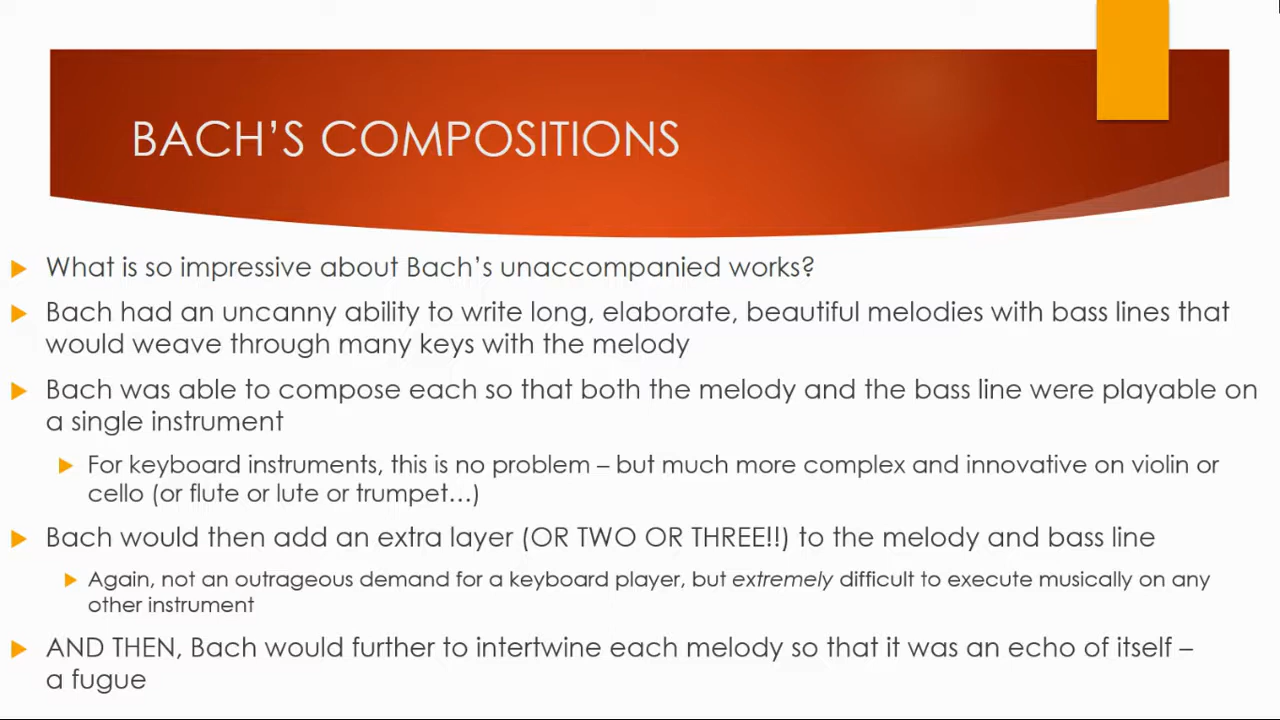 BACH’S COMPOSITIONS
What is so impressive about Bach’s unaccompanied works?
Bach had an uncanny ability to write long, elaborate, beautiful melodies with bass lines that
would weave through many keys with the melody
Bach was able to compose each so that both the melody and the bass line were playable on
a single instrument
For keyboard instruments, this is no problem – but much more complex and innovative on violin or
cello (or flute or lute or trumpet…)
Bach would then add an extra layer (OR TWO OR THREE!!) to the melody and bass line
Again, not an outrageous demand for a keyboard player, but extremely difficult to execute musically on any
other instrument
AND THEN, Bach would further to intertwine each melody so that it was an echo of itself –
a fugue